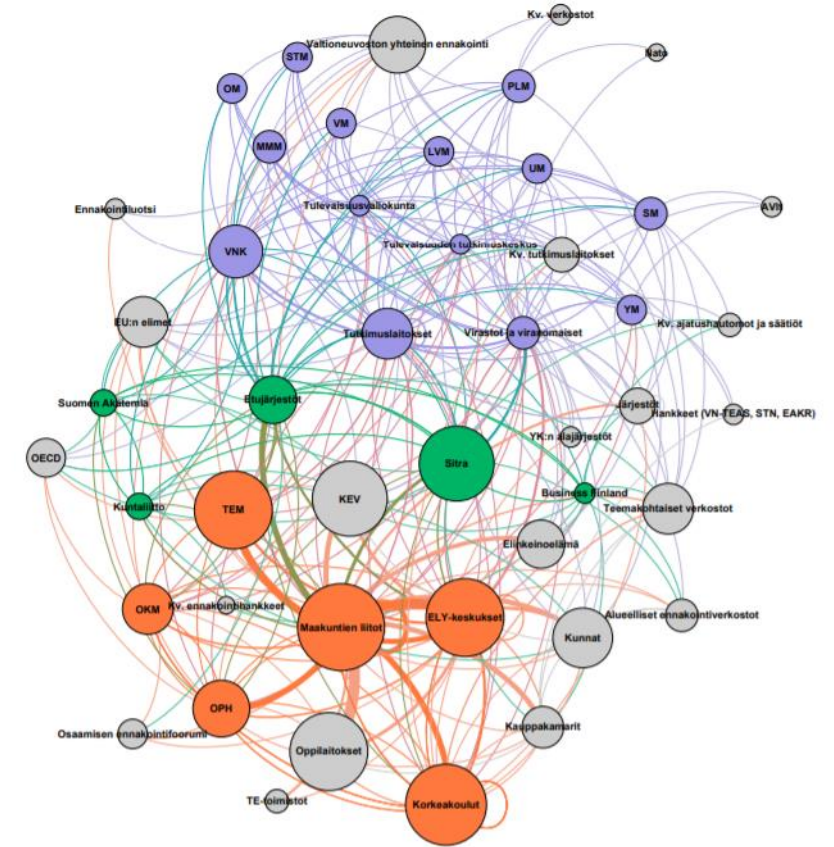 Kv. verkostot
Valtioneuvoston yhteinen ennakointi
Nato
STM
OM
PLM
VM
MMM
LVM
UM
Tulevaisuusvaliokunta
Ennakointiluotsi
SM
AVIt
Tulevaisuuden tutkimuskeskus
VNK
Kv. tutkimuslaitokset
YM
EU:n elimet
Kv. ajatushautomot ja säätiöt
Tutkimuslaitokset
Virastot ja viranomaiset
Etujärjestöt
Suomen Akatemia
Järjestöt
Hankkeet (VN-TEAS, STN, EAKR)
YK:n alajärjestöt
OECD
Sitra
Business Finland
KEV
Kuntaliitto
TEM
Teemakohtaiset verkostot
Elinkeinoelämä
Kv. ennakointihankkeet
OKM
Alueelliset ennakointiverkostot
ELY-keskukset
Maakuntien liitot
Kunnat
OPH
Kauppakamarit
Osaamisen ennakointifoorumi
Oppilaitokset
TE-toimistot
Korkeakoulut